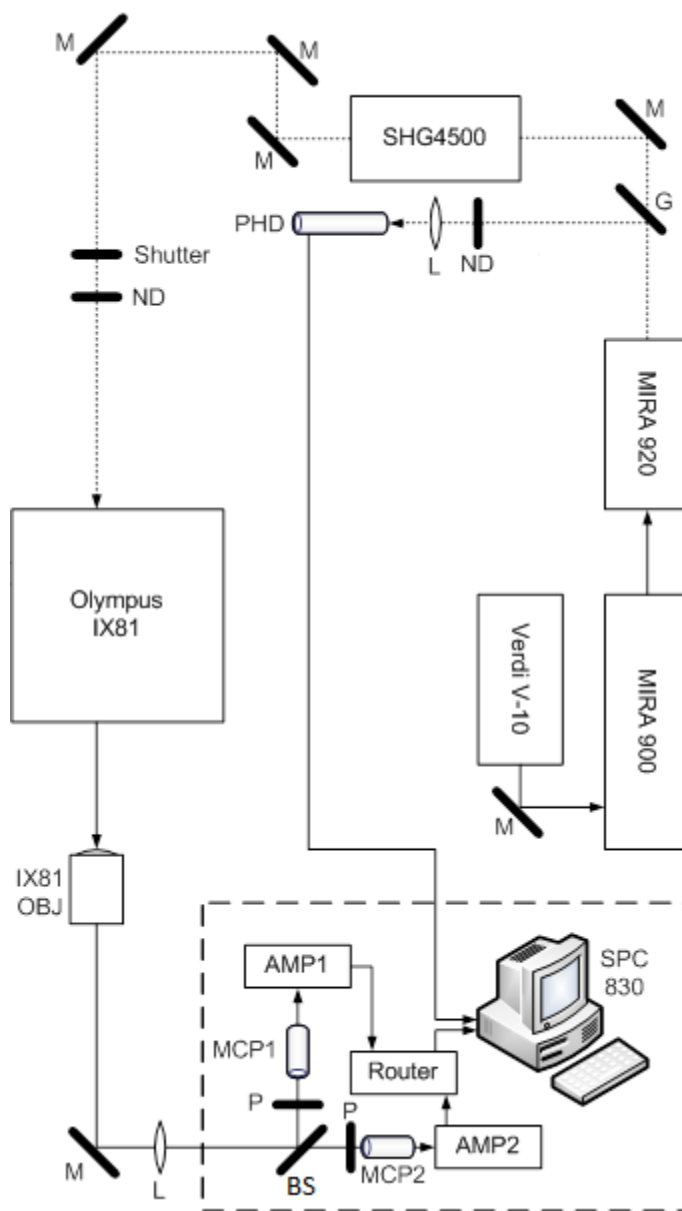 M
M
M
SHG4500
M
G
PHD
L
ND
Shutter
ND
MIRA 920
Olympus
IX81
Verdi V-10
MIRA 900
M
IX81
OBJ
AMP1
SPC
830
MCP1
Router
P
P
AMP2
MCP2
M
L
BS